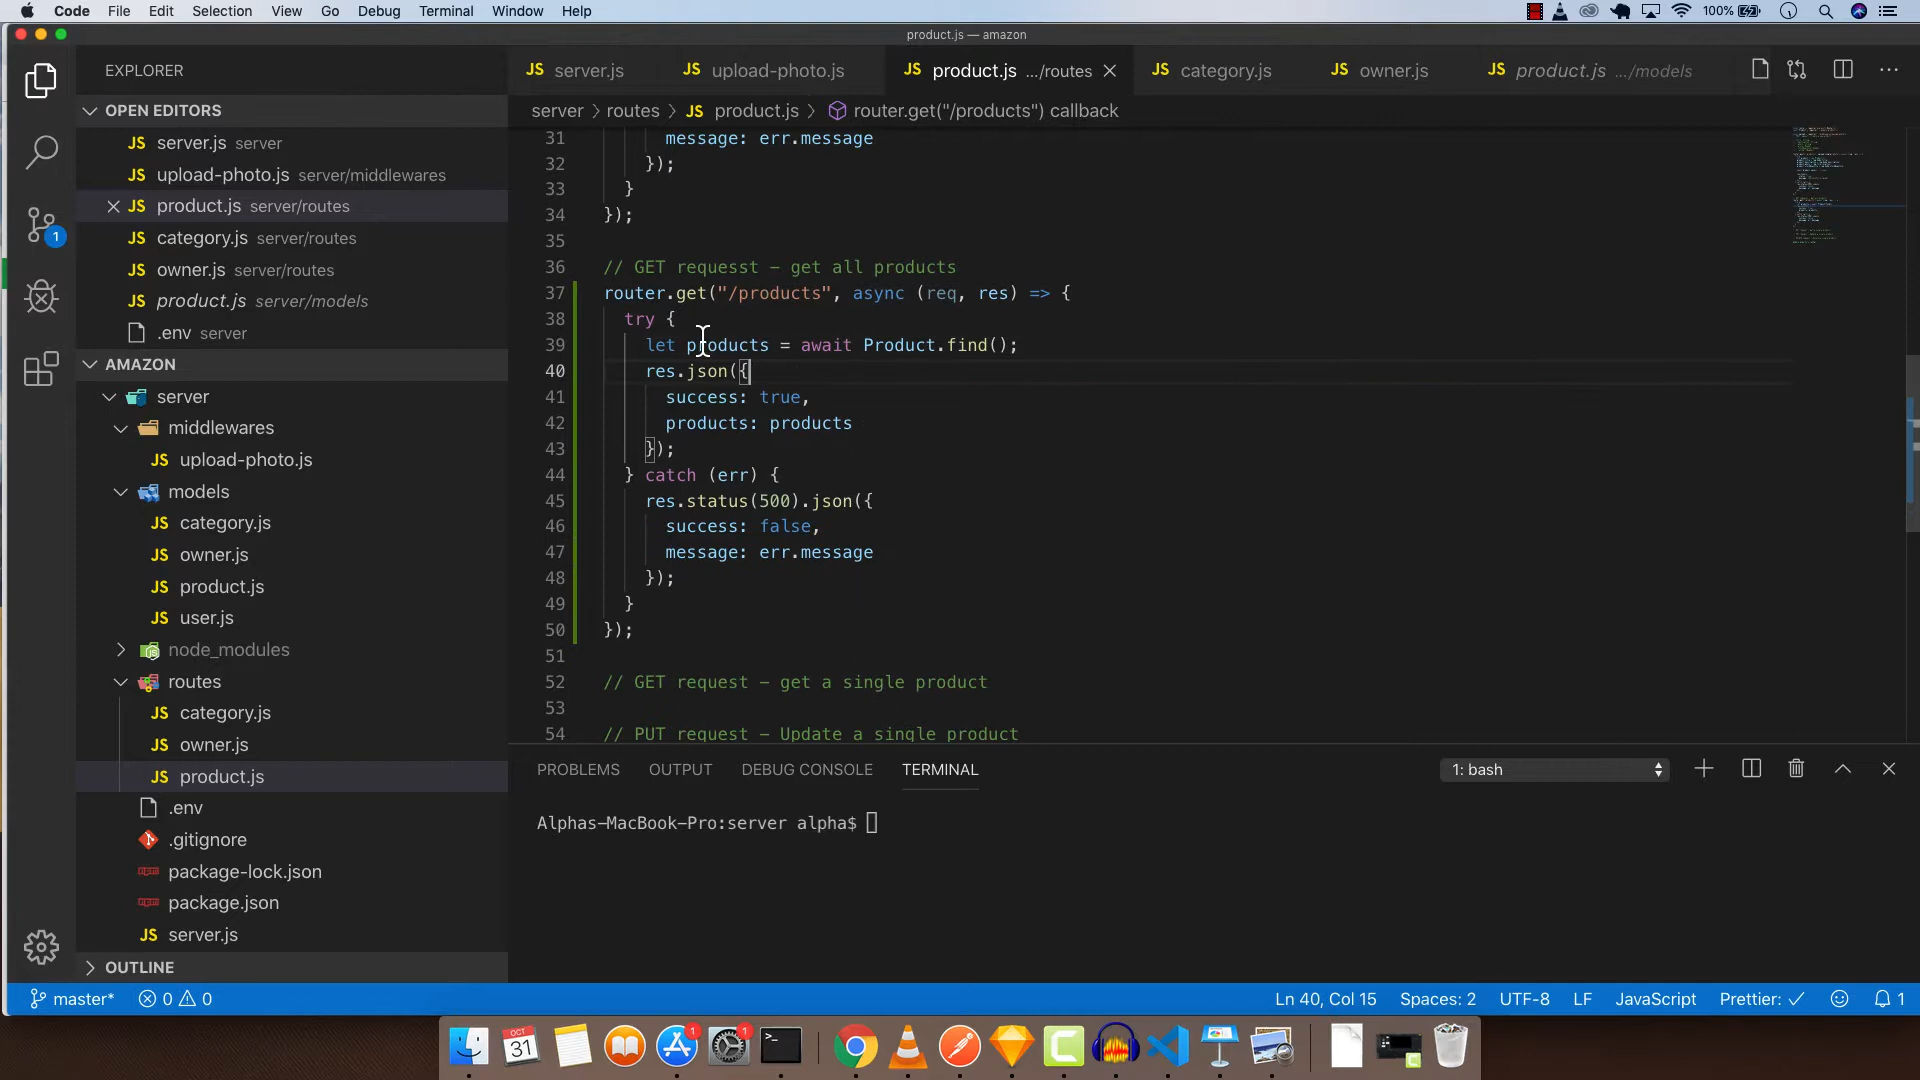 Code File Edit Selection View Go Debug Terminal Window Help 100%
product.js — amazon
EXPLORER
OPEN EDITORS
JS server.js server
JS upload-photo.js server/middlewares
JS product.js server/routes
JS category.js server/routes
JS owner.js server/routes
JS product.js server/models
.env server
AMAZON
server
middlewares
JS upload-photo.js
models
JS category.js
JS owner.js
JS product.js
JS user.js
node_modules
routes
JS category.js
JS owner.js
JS product.js
.env
.gitignore
package-lock.json
package.json
JS server.js
OUTLINE
JS server.js JS upload-photo.js JS product.js .../routes JS category.js JS owner.js JS product.js .../models
server > routes > JS product.js > router.get("/products") callback
31 message: err.message
32 });
33 }
34 });
35
36 // GET requesst - get all products
37 router.get("/products", async (req, res) => {
38 try {
39 let products = await Product.find();
40 res.json({
41 success: true,
42 products: products
43 });
44 } catch (err) {
45 res.status(500).json({
46 success: false,
47 message: err.message
48 });
49 }
50 });
51
52 // GET request - get a single product
53
54 // PUT request - Update a single product
PROBLEMS OUTPUT DEBUG CONSOLE TERMINAL 1: bash
Alphas-MacBook-Pro:server alpha$
master* 0 0 Ln 40, Col 15 Spaces: 2 UTF-8 LF JavaScript Prettier: ✓ 1
OCT
31
1
1